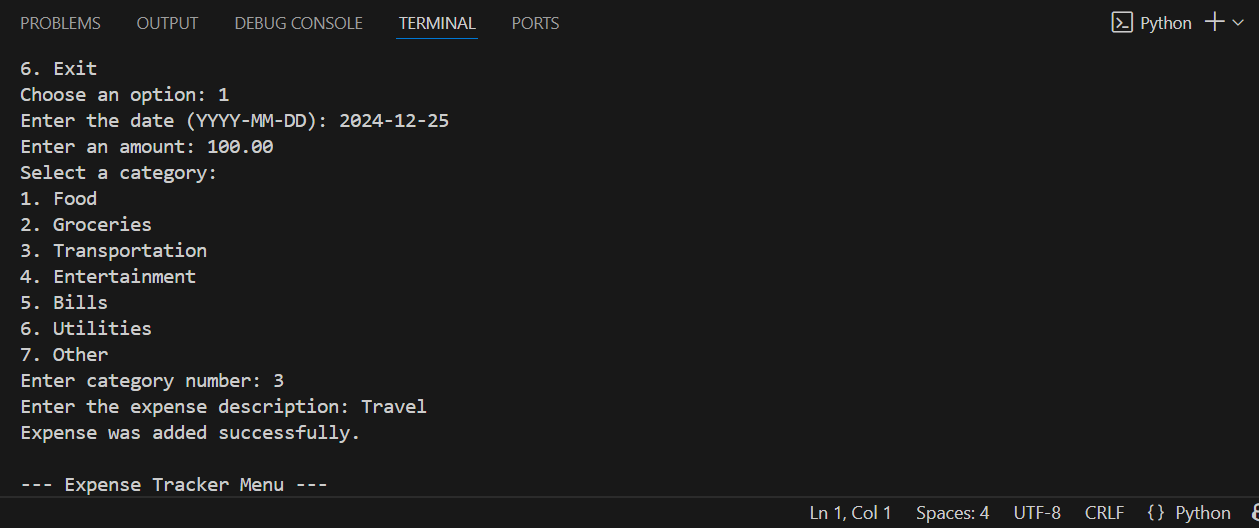 PROBLEMS OUTPUT DEBUG CONSOLE TERMINAL PORTS Python
6. Exit
Choose an option: 1
Enter the date (YYYY-MM-DD): 2024-12-25
Enter an amount: 100.00
Select a category:
1. Food
2. Groceries
3. Transportation
4. Entertainment
5. Bills
6. Utilities
7. Other
Enter category number: 3
Enter the expense description: Travel
Expense was added successfully.
--- Expense Tracker Menu ---
Ln 1, Col 1 Spaces: 4 UTF-8 CRLF {} Python